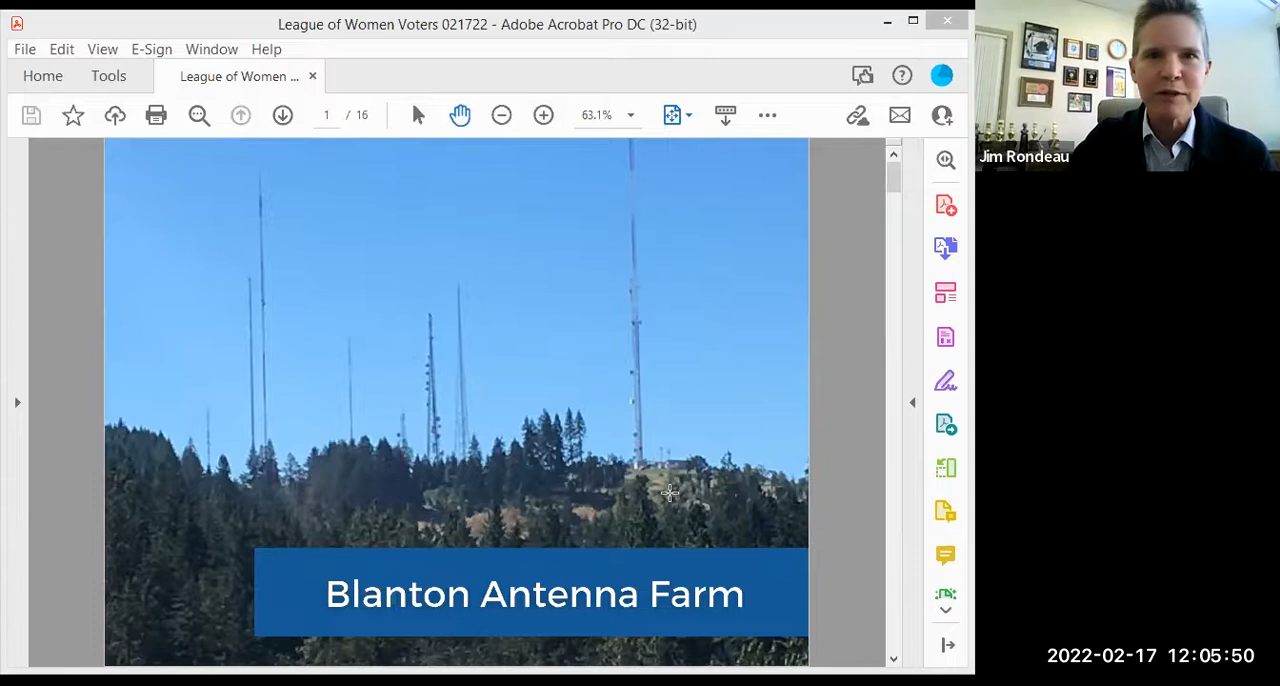 League of Women Voters 021722 - Adobe Acrobat Pro DC (32-bit)
File Edit View E-Sign Window Help
Home Tools League of Women ... ×
1 / 16 63.1%
Jim Rondeau
Blanton Antenna Farm
2022-02-17 12:05:50